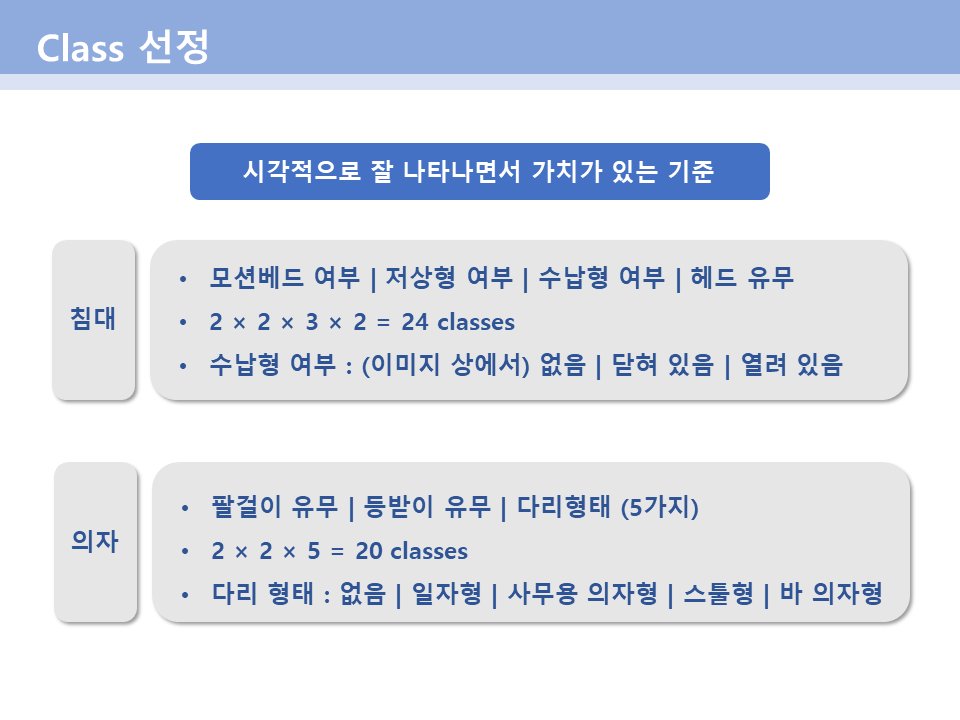 Class 선정
시각적으로 잘 나타나면서 가치가 있는 기준
침대
• 모션베드 여부 | 저상형 여부 | 수납형 여부 | 헤드 유무
• 2 × 2 × 3 × 2 = 24 classes
• 수납형 여부 : (이미지 상에서) 없음 | 닫혀 있음 | 열려 있음
의자
• 팔걸이 유무 | 등받이 유무 | 다리형태 (5가지)
• 2 × 2 × 5 = 20 classes
• 다리 형태 : 없음 | 일자형 | 사무용 의자형 | 스툴형 | 바 의자형